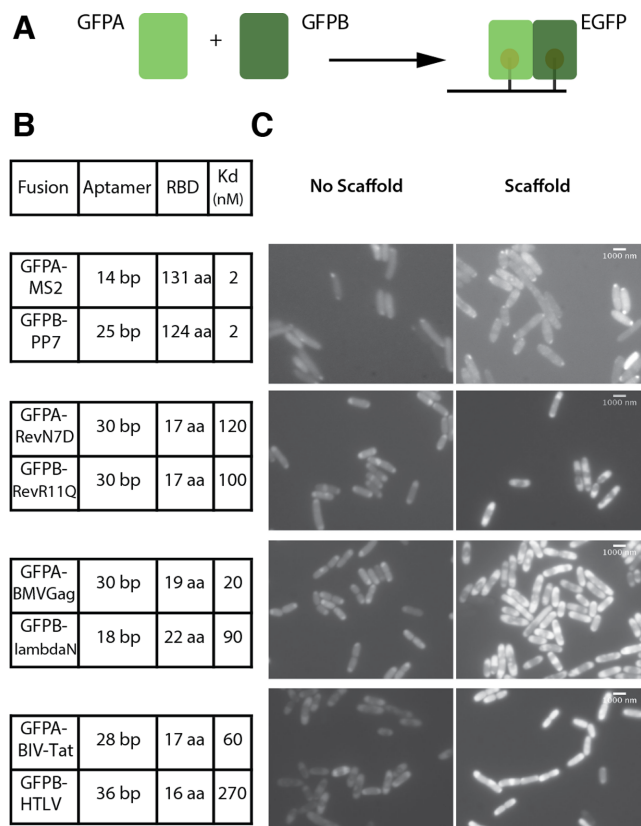 A
GFPA
+
GFPB
EGFP
B
C
Fusion Aptamer RBD Kd
(nM)
No Scaffold
Scaffold
GFPA-
MS2
14 bp 131 aa 2
GFPB-
PP7
25 bp 124 aa 2
1000 nm
GFPA-
RevN7D
30 bp 17 aa 120
GFPB-
RevR11Q
30 bp 17 aa 100
1000 nm
GFPA-
BMVGag
30 bp 19 aa 20
GFPB-
lambdaN
18 bp 22 aa 90
1000 nm
GFPA-
BIV-Tat
28 bp 17 aa 60
GFPB-
HTLV
36 bp 16 aa 270
1000 nm